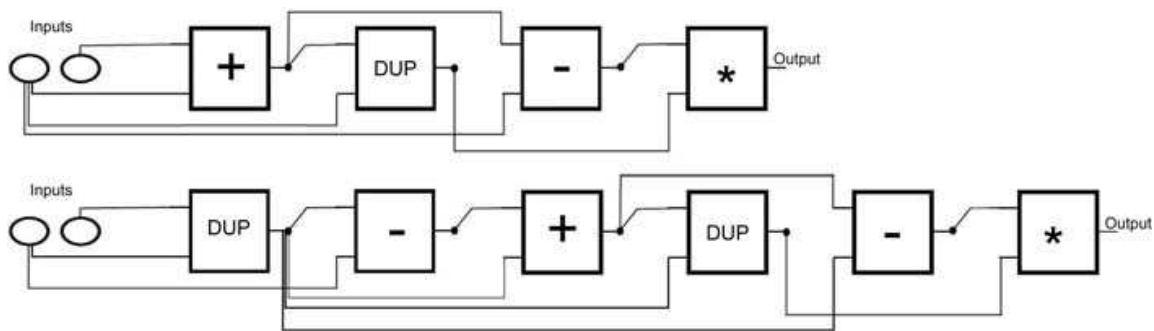 Inputs
+
DUP
-
*
Output
Inputs
DUP
-
+
DUP
-
*
Output